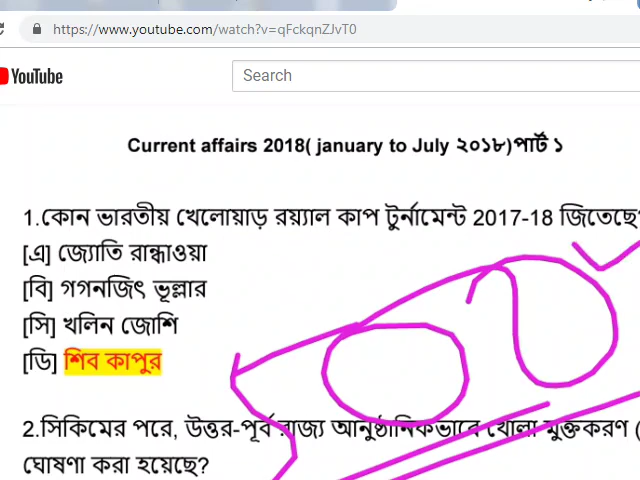 https://www.youtube.com/watch?v=qFckqnZJvT0
YouTube
Search
Current affairs 2018( january to July ২০১৮)পার্ট ১
1.কোন ভারতীয় খেলোয়াড় রয়্যাল কাপ টুর্নামেন্ট 2017-18 জিতেছে?
[এ] জ্যোতি রান্ধাওয়া
[বি] গগনজিৎ ভূল্লার
[সি] খলিন জোশি
[ডি] শিব কাপুর
2.সিকিমের পরে, উত্তর-পূর্ব রাজ্য আনুষ্ঠানিকভাবে খোলা মুক্তকরণ (
ঘোষণা করা হয়েছে?